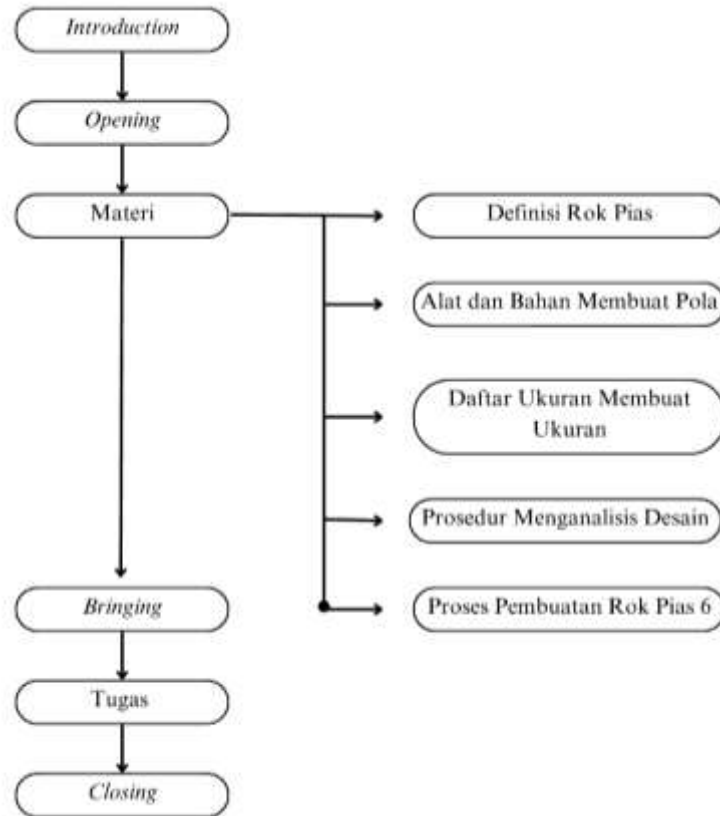 Introduction
Opening
Materi
Definisi Rok Pias
Alat dan Bahan Membuat Pola
Daftar Ukuran Membuat
Ukuran
Prosedur Menganalisis Desain
Proses Pembuatan Rok Pias 6
Bringing
Tugas
Closing